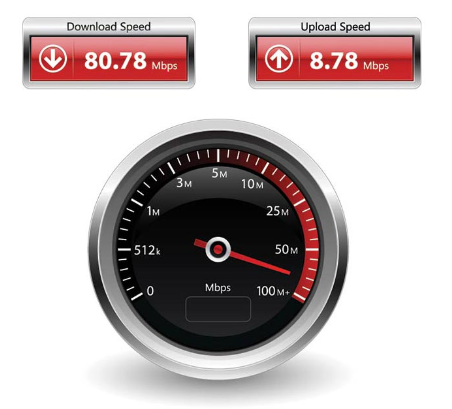 Download Speed
80.78 Mbps
Upload Speed
8.78 Mbps
0
512k
1M
3M
5M
10M
25M
50M
100M+
Mbps